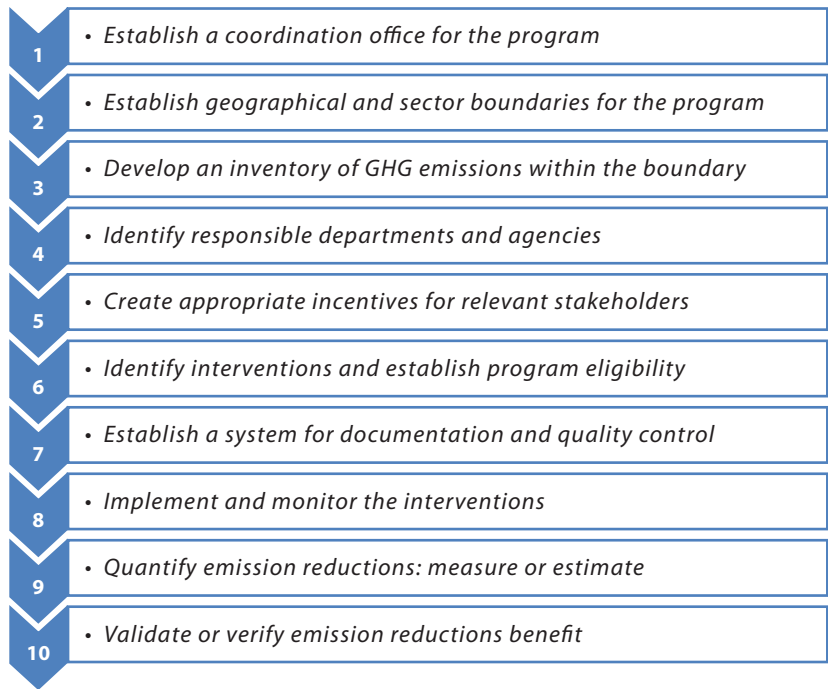 1 • Establish a coordination office for the program
2 • Establish geographical and sector boundaries for the program
3 • Develop an inventory of GHG emissions within the boundary
4 • Identify responsible departments and agencies
5 • Create appropriate incentives for relevant stakeholders
6 • Identify interventions and establish program eligibility
7 • Establish a system for documentation and quality control
8 • Implement and monitor the interventions
9 • Quantify emission reductions: measure or estimate
10 • Validate or verify emission reductions benefit